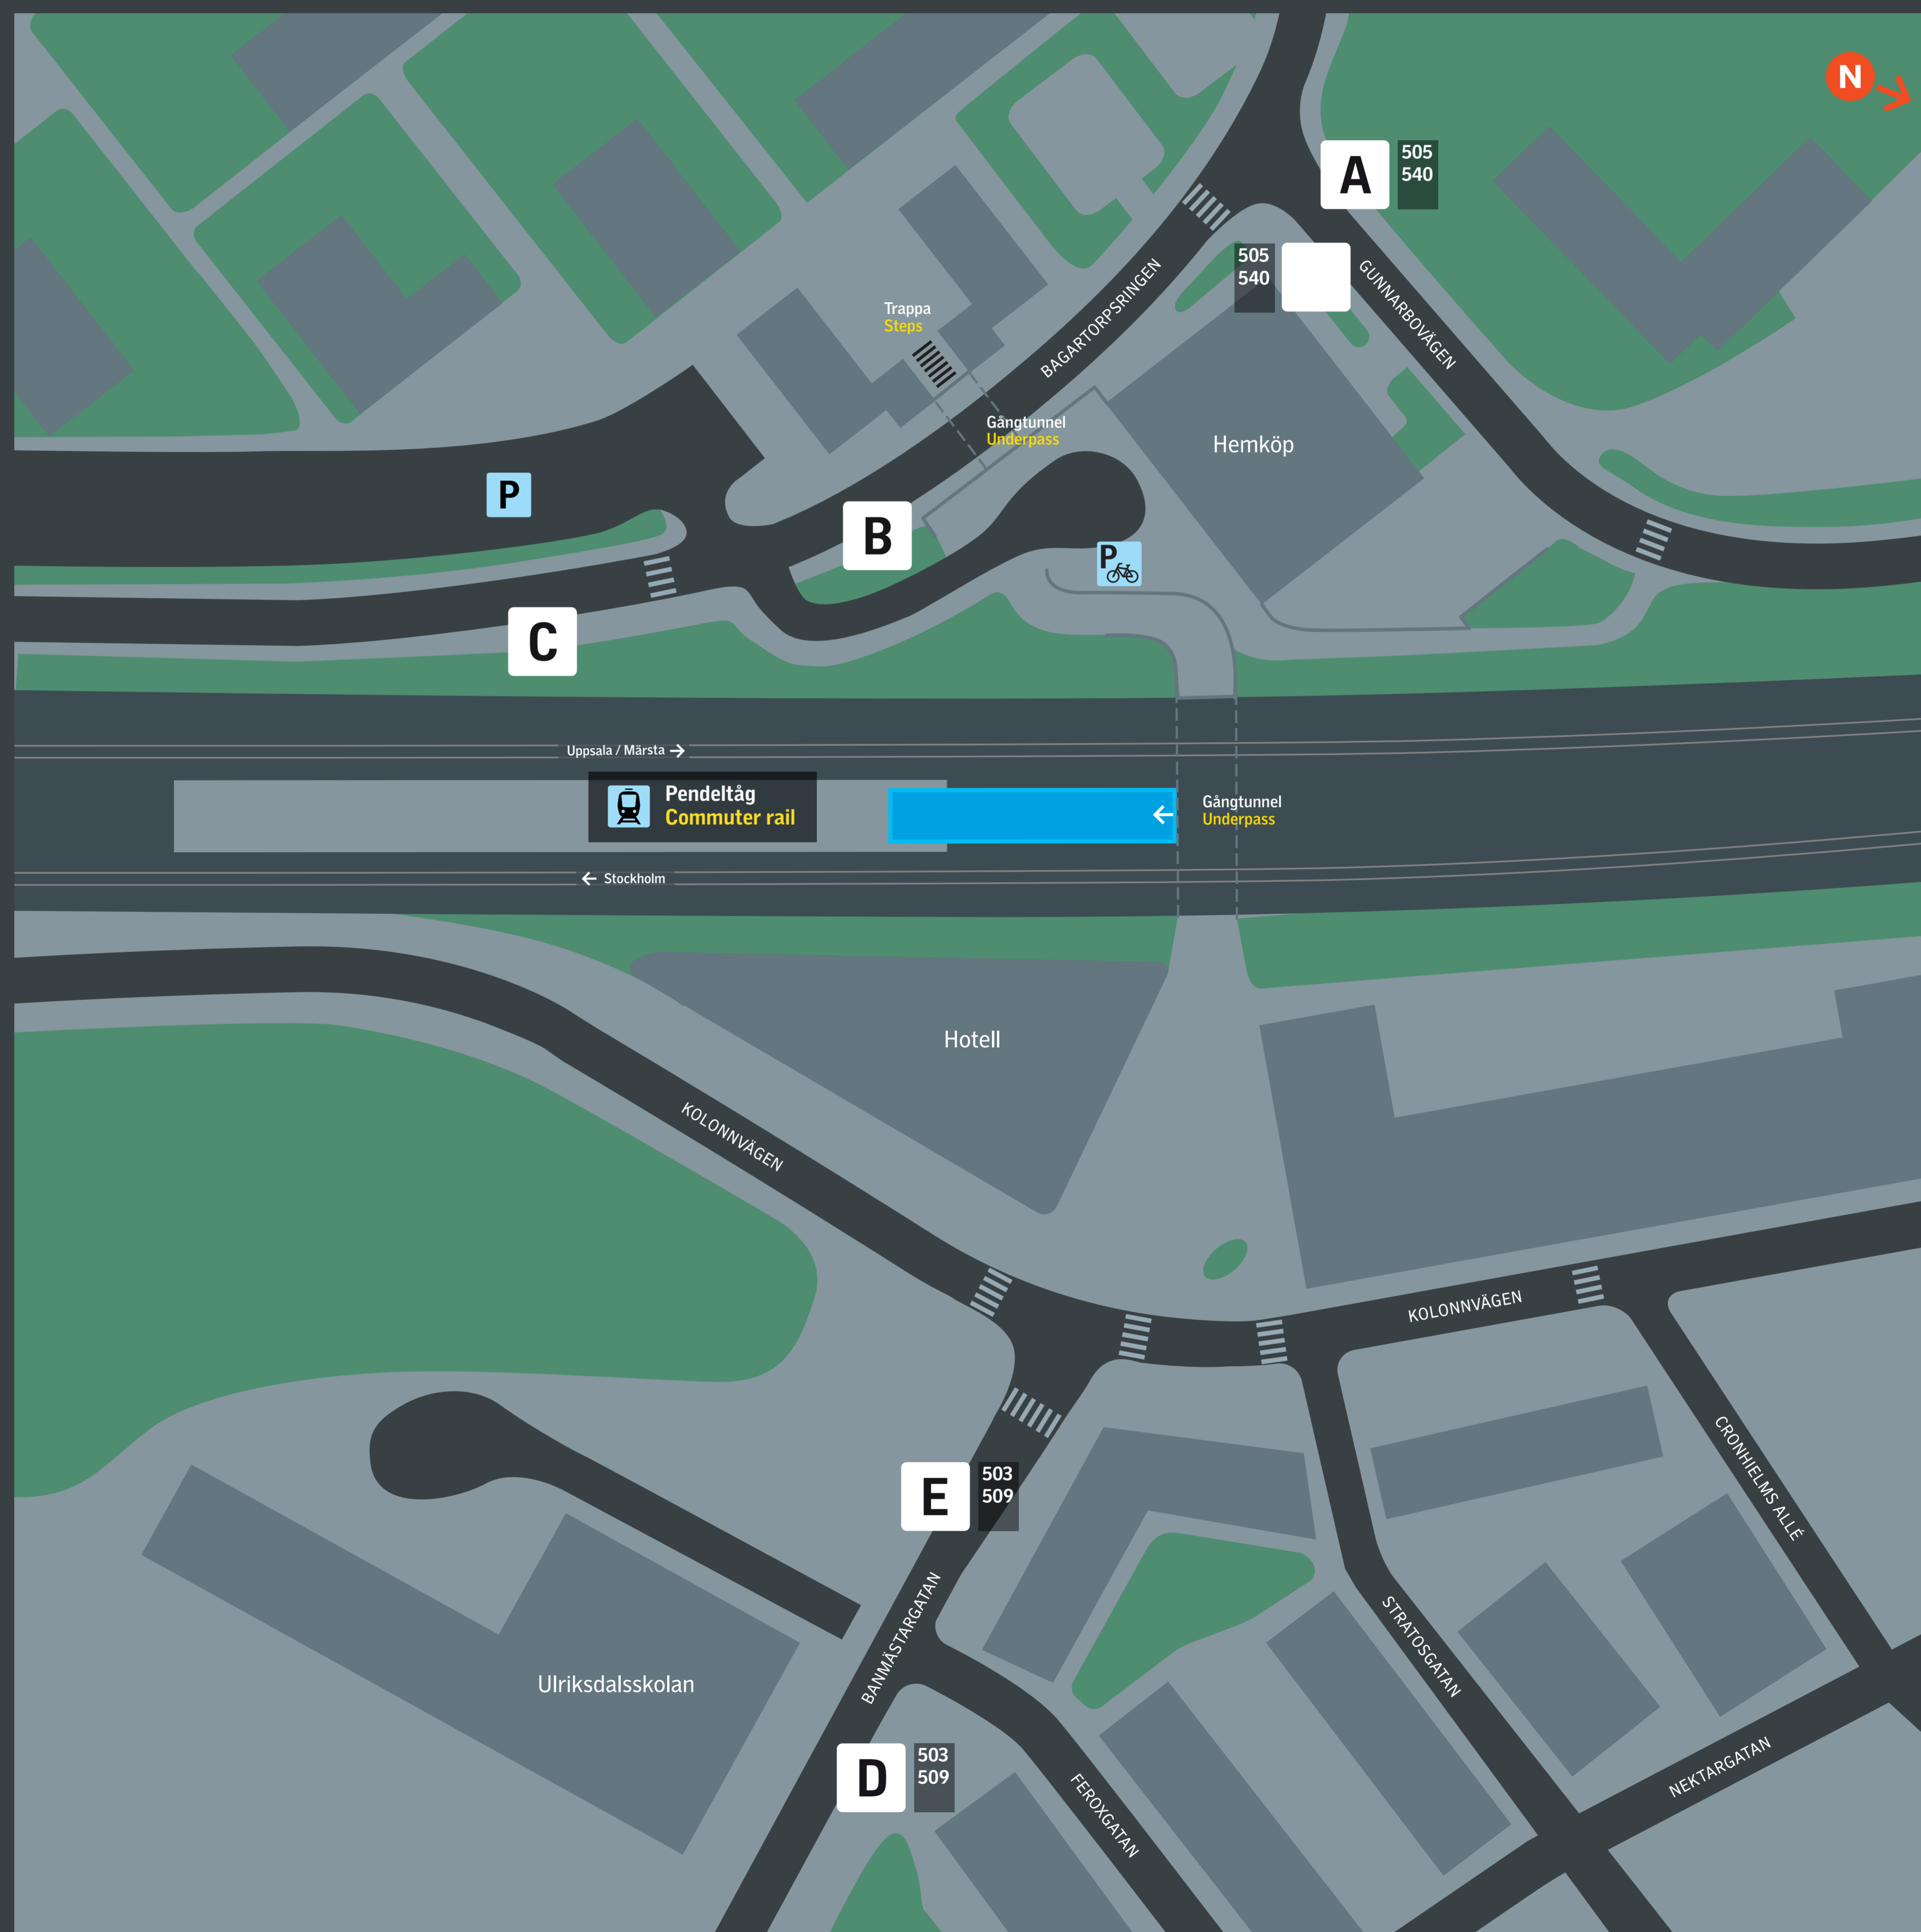 N
A
505
540
505
540
GUNNARBOVÄGEN
BAGARTORPSRINGEN
Trappa
Steps
Gångtunnel
Underpass
Hemköp
P
B
P
C
Uppsala / Märsta
Pendeltåg
Commuter rail
Gångtunnel
Underpass
Stockholm
Hotell
KOLONNVÄGEN
KOLONNVÄGEN
CRONHIELMS ALLÉ
E
503
509
BANMÄSTARGATAN
STRATOSGATAN
Ulriksdalsskolan
D
503
509
FEROXGATAN
NEKTARGATAN